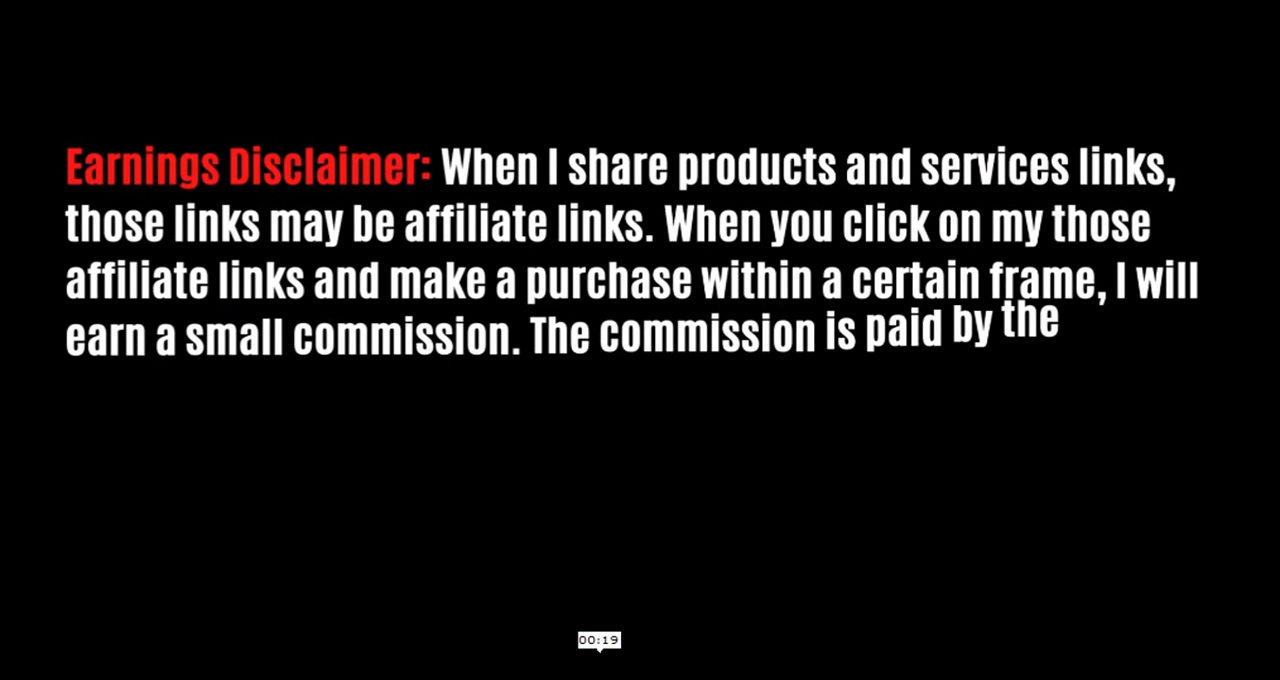 Earnings Disclaimer: When I share products and services links,
those links may be affiliate links. When you click on my those
affiliate links and make a purchase within a certain frame, I will
earn a small commission. The commission is paid by the
00:19